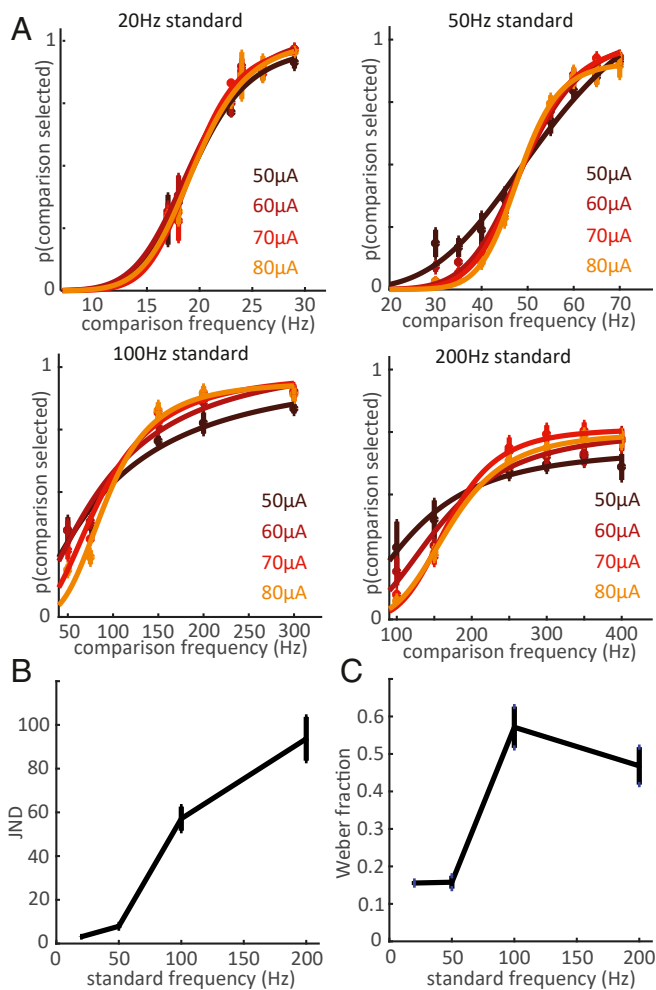 A
20Hz standard
1
p(comparison selected)
0
50µA
60µA
70µA
80µA
10 15 20 25 30
comparison frequency (Hz)
50Hz standard
1
p(comparison selected)
0
50µA
60µA
70µA
80µA
20 30 40 50 60 70
comparison frequency (Hz)
100Hz standard
1
p(comparison selected)
0
50µA
60µA
70µA
80µA
50 100 150 200 250 300
comparison frequency (Hz)
200Hz standard
1
p(comparison selected)
0
50µA
60µA
70µA
80µA
100 150 200 250 300 350 400
comparison frequency (Hz)
B
JND
100
80
60
40
20
0
0 50 100 150 200
standard frequency (Hz)
C
Weber fraction
0.6
0.5
0.4
0.3
0.2
0.1
0
0 50 100 150 200
standard frequency (Hz)